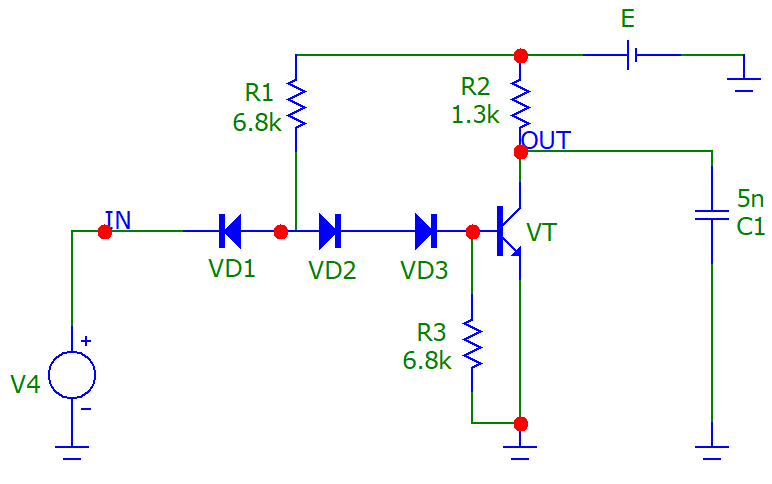 E
R1
6.8k
R2
1.3k
OUT
IN
VD1
VD2
VD3
VT
5n
C1
R3
6.8k
V4
+
−